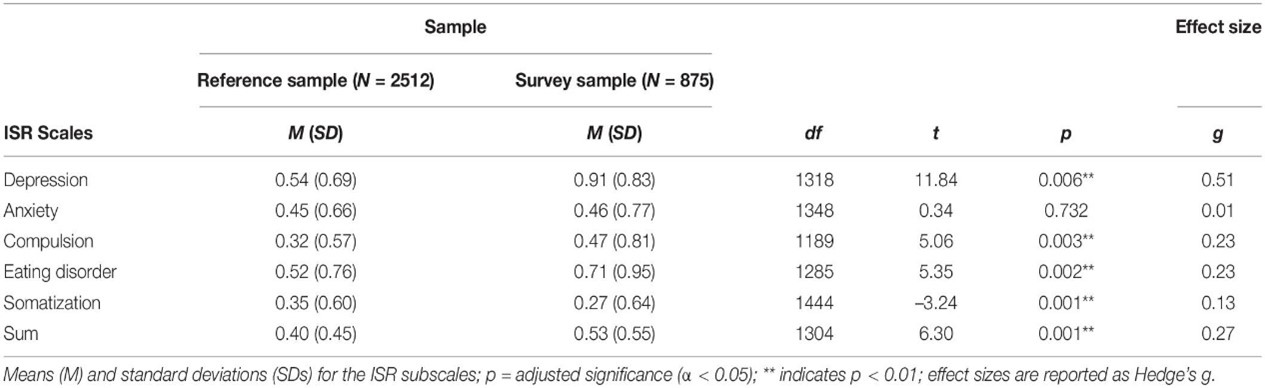 Sample Effect size
Reference sample (N = 2512) Survey sample (N = 875)
ISR Scales M (SD) M (SD) df t p g
Depression 0.54 (0.69) 0.91 (0.83) 1318 11.84 0.006** 0.51
Anxiety 0.45 (0.66) 0.46 (0.77) 1348 0.34 0.732 0.01
Compulsion 0.32 (0.57) 0.47 (0.81) 1189 5.06 0.003** 0.23
Eating disorder 0.52 (0.76) 0.71 (0.95) 1285 5.35 0.002** 0.23
Somatization 0.35 (0.60) 0.27 (0.64) 1444 –3.24 0.001** 0.13
Sum 0.40 (0.45) 0.53 (0.55) 1304 6.30 0.001** 0.27
Means (M) and standard deviations (SDs) for the ISR subscales; p = adjusted significance (α < 0.05); ** indicates p < 0.01; effect sizes are reported as Hedge's g.